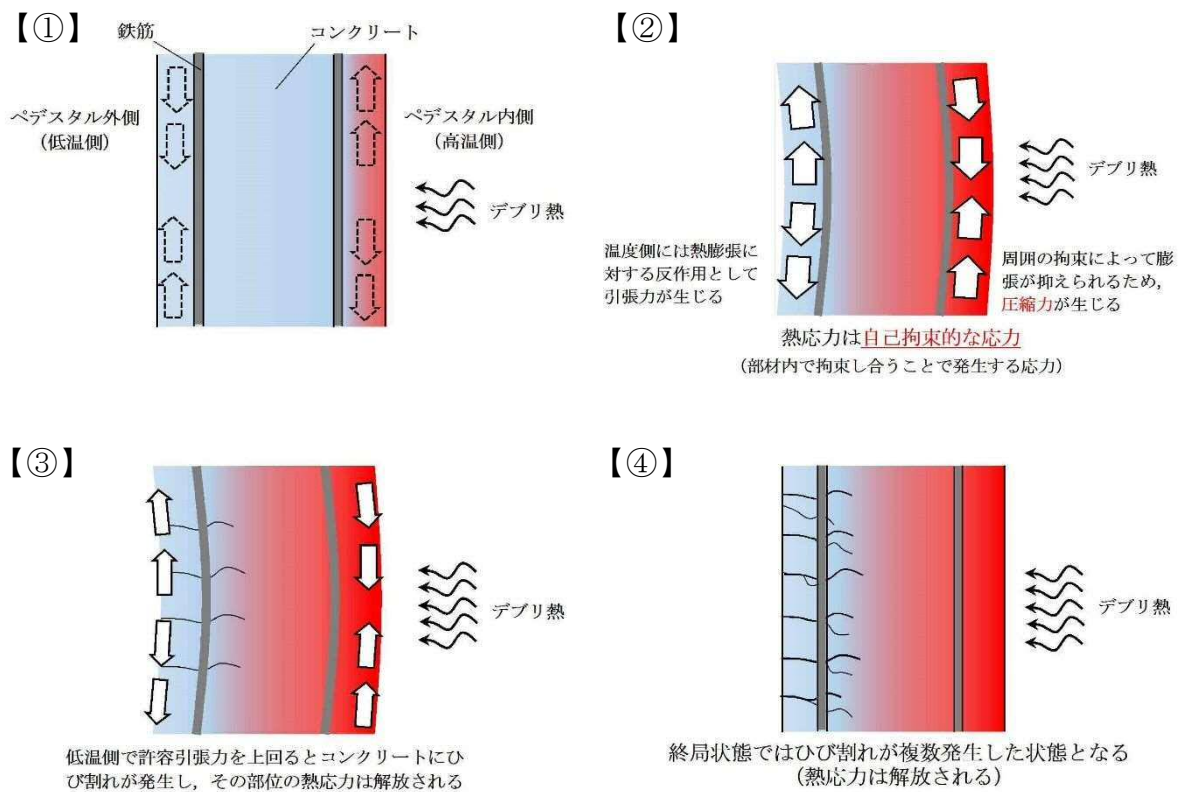 【①】
鉄筋
コンクリート
ペデスタル外側
(低温側)
ペデスタル内側
(高温側)
デブリ熱
【②】
デブリ熱
温度側には熱膨張に
対する反作用として
引張力が生じる
周囲の拘束によって膨
張が抑えられるため,
圧縮力が生じる
熱応力は自己拘束的な応力
(部材内で拘束し合うことで発生する応力)
【③】
デブリ熱
低温側で許容引張力を上回るとコンクリートにひ
び割れが発生し,その部位の熱応力は解放される
【④】
デブリ熱
終局状態ではひび割れが複数発生した状態となる
(熱応力は解放される)